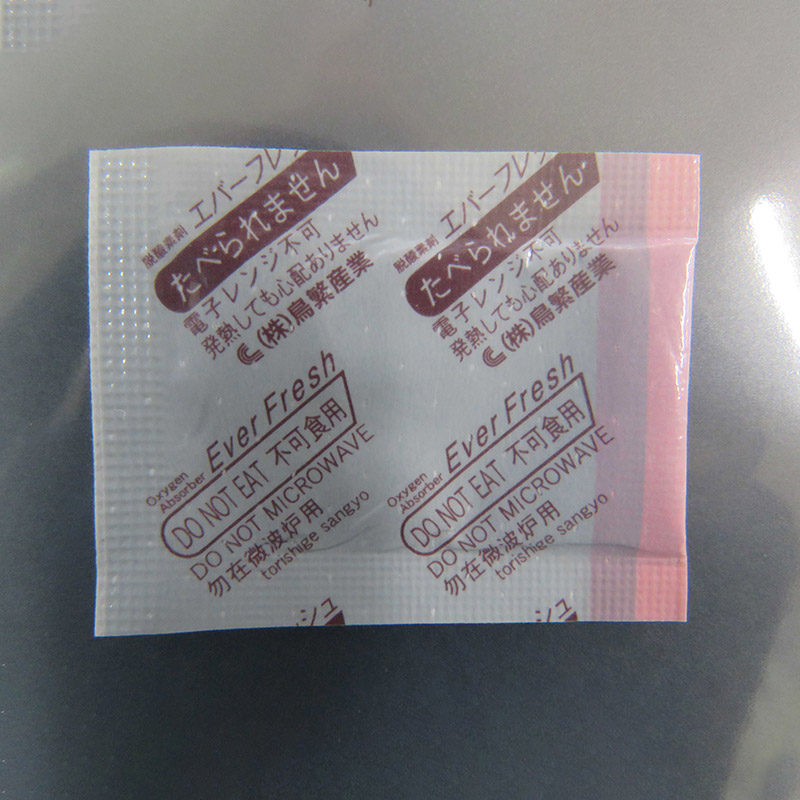 脱酸素剤 エバーフレッ
たべられません
電子レンジ不可
発熱しても心配ありません
(株)鳥繁産業
脱酸素剤 エバーフレッ
たべられません
電子レンジ不可
発熱しても心配ありません
(株)鳥繁産業
Oxygen Absorber Ever Fresh
DO NOT EAT 不可食用
DO NOT MICROWAVE
勿在微波炉用
torishige sangyo
Oxygen Absorber Ever Fresh
DO NOT EAT 不可食用
DO NOT MICROWAVE
勿在微波炉用
torishige sangyo
シュ
シュ